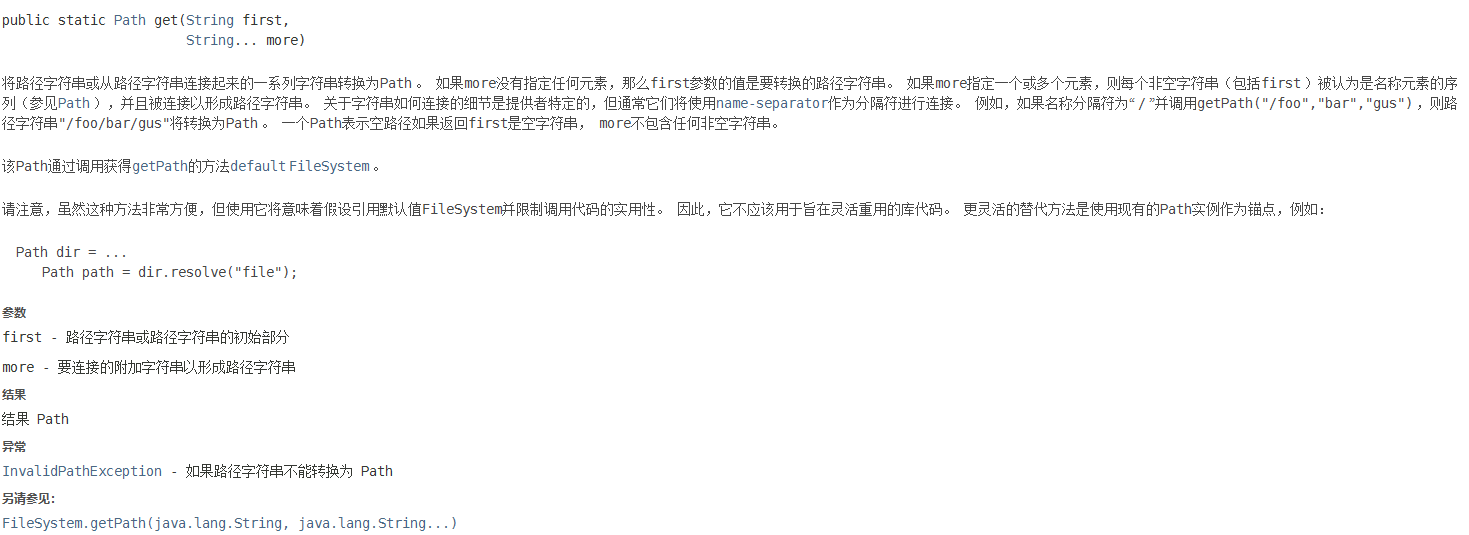 public static Path get(String first,
String... more)
将路径字符串或从路径字符串连接起来的一系列字符串转换为Path 。 如果more没有指定任何元素，那么first参数的值是要转换的路径字符串。 如果more指定一个或多个元素，则每个非空字符串（包括first ）被认为是名称元素的序
列（参见Path ），并且被连接以形成路径字符串。 关于字符串如何连接的细节是提供者特定的，但通常它们将使用name-separator作为分隔符进行连接。 例如，如果名称分隔符为“ / ”并调用getPath("/foo","bar","gus") ，则路
径字符串"/foo/bar/gus"将转换为Path 。 一个Path表示空路径如果返回first是空字符串， more不包含任何非空字符串。
该Path通过调用获得getPath的方法default FileSystem 。
请注意，虽然这种方法非常方便，但使用它将意味着假设引用默认值FileSystem并限制调用代码的实用性。 因此，它不应该用于旨在灵活重用的库代码。 更灵活的替代方法是使用现有的Path实例作为锚点，例如：
Path dir = ...
Path path = dir.resolve("file");
参数
first - 路径字符串或路径字符串的初始部分
more - 要连接的附加字符串以形成路径字符串
结果
结果 Path
异常
InvalidPathException - 如果路径字符串不能转换为 Path
另请参见：
FileSystem.getPath(java.lang.String, java.lang.String...)